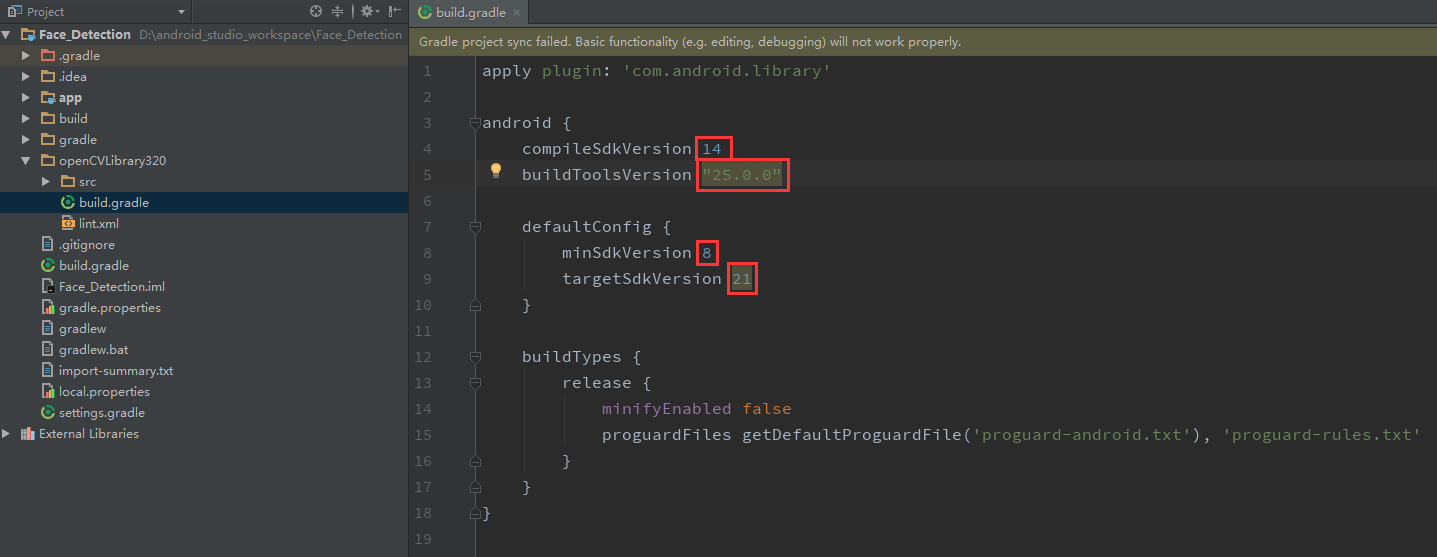 Project
Face_Detection D:\android_studio_workspace\Face_Detection
.gradle
.idea
app
build
gradle
openCVLibrary320
src
build.gradle
lint.xml
.gitignore
build.gradle
Face_Detection.iml
gradle.properties
gradlew
gradlew.bat
import-summary.txt
local.properties
settings.gradle
External Libraries
build.gradle
Gradle project sync failed. Basic functionality (e.g. editing, debugging) will not work properly.
1 apply plugin: 'com.android.library'
2
3 android {
4 compileSdkVersion 14
5 buildToolsVersion "25.0.0"
6
7 defaultConfig {
8 minSdkVersion 8
9 targetSdkVersion 21
10 }
11
12 buildTypes {
13 release {
14 minifyEnabled false
15 proguardFiles getDefaultProguardFile('proguard-android.txt'), 'proguard-rules.txt'
16 }
17 }
18 }
19